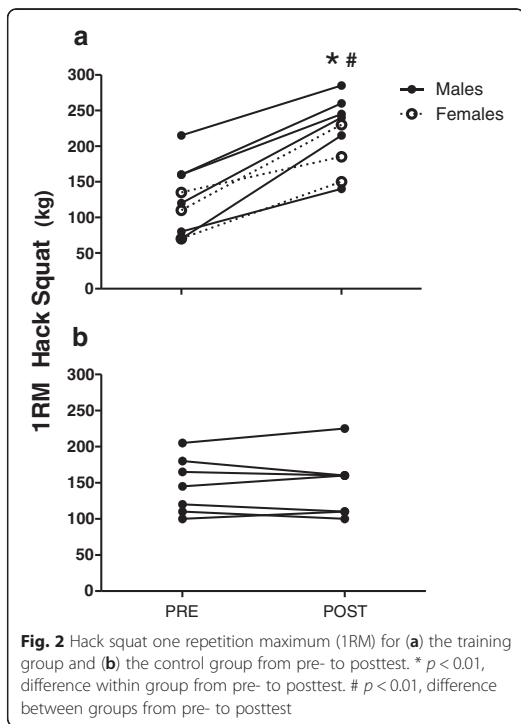 a
* #
Males
Females
300
250
200
150
100
50
0
1RM Hack Squat (kg)
b
300
250
200
150
100
50
0
PRE POST
Fig. 2 Hack squat one repetition maximum (1RM) for (a) the training
group and (b) the control group from pre- to posttest. * p < 0.01,
difference within group from pre- to posttest. # p < 0.01, difference
between groups from pre- to posttest